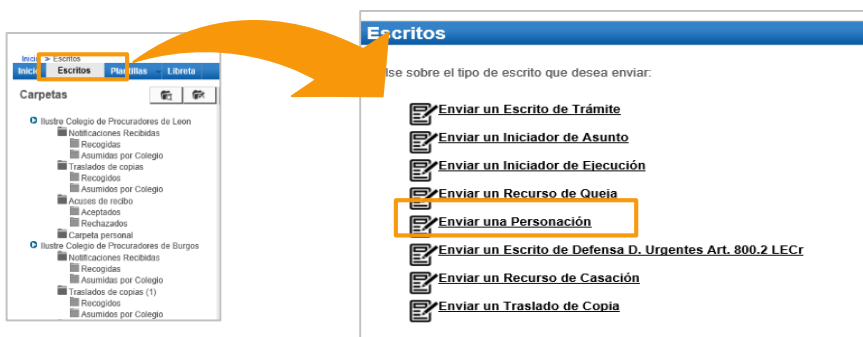 Inicio > Escritos
Inicio Escritos Plantillas Libreta
Carpetas
Ilustre Colegio de Procuradores de Leon
Notificaciones Recibidas
Recogidas
Asumidas por Colegio
Traslados de copias
Recogidos
Asumidos por Colegio
Acuses de recibo
Aceptados
Rechazados
Carpeta personal
Ilustre Colegio de Procuradores de Burgos
Notificaciones Recibidas
Recogidas
Asumidas por Colegio
Traslados de copias (1)
Recogidos
Asumidos por Colegio
Escritos
lse sobre el tipo de escrito que desea enviar:
Enviar un Escrito de Trámite
Enviar un Iniciador de Asunto
Enviar un Iniciador de Ejecución
Enviar un Recurso de Queja
Enviar una Personación
Enviar un Escrito de Defensa D. Urgentes Art. 800.2 LECr
Enviar un Recurso de Casación
Enviar un Traslado de Copia